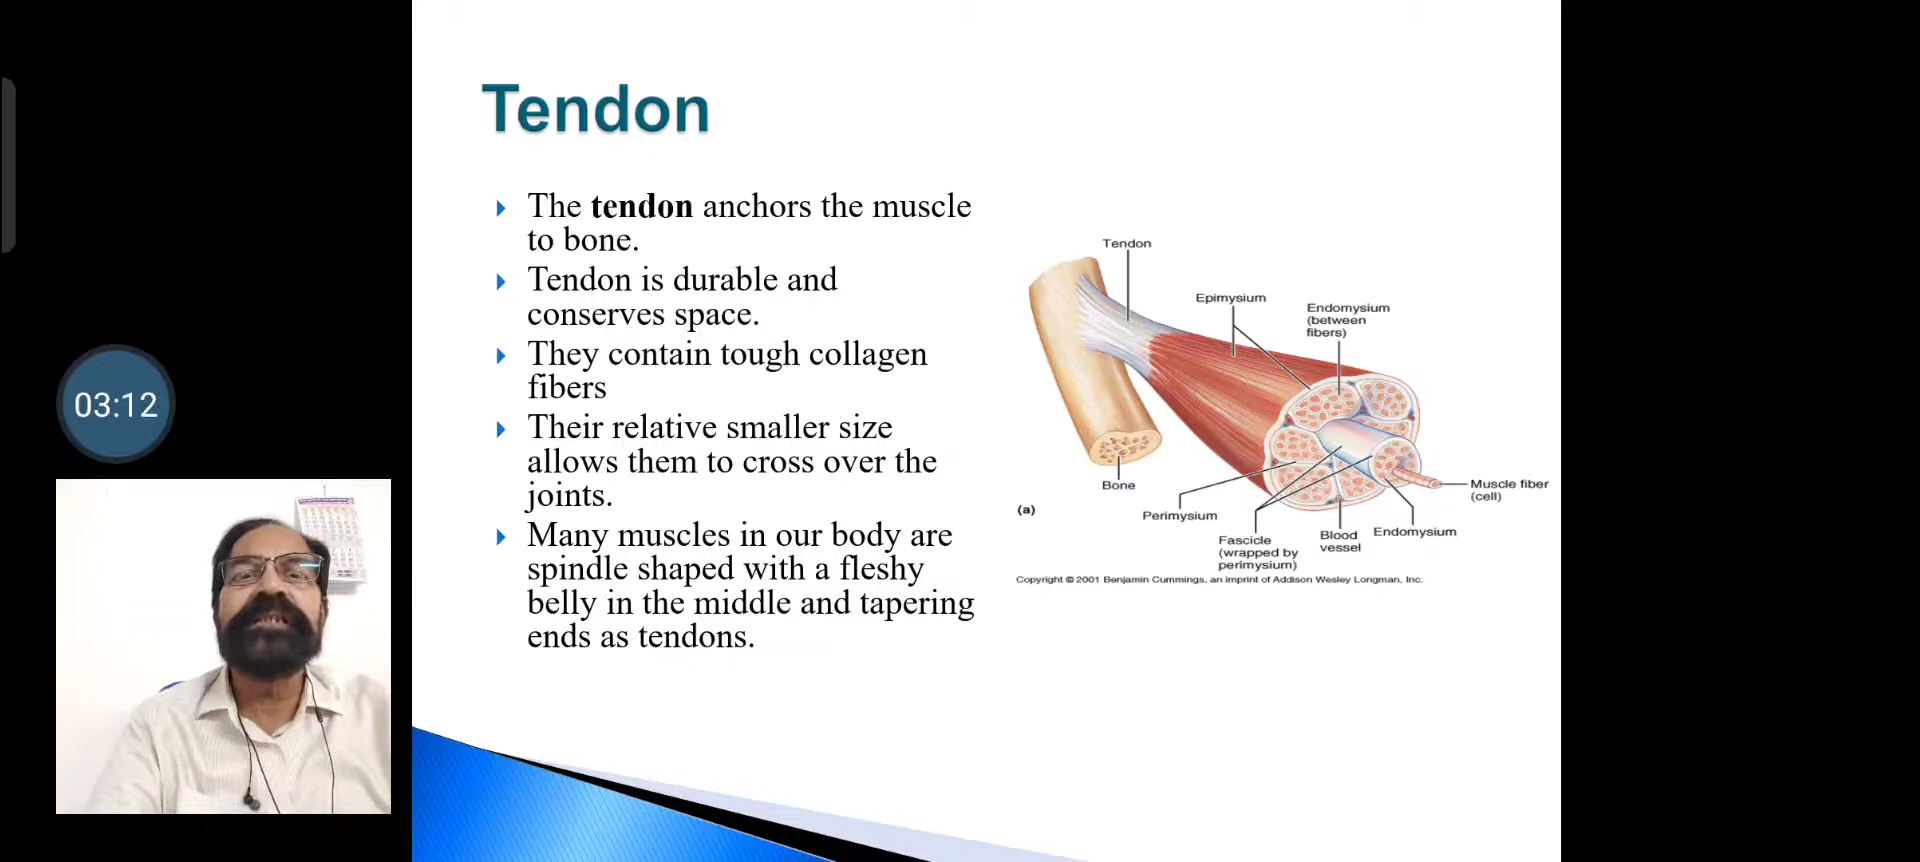 Tendon
The tendon anchors the muscle
to bone.
Tendon is durable and
conserves space.
They contain tough collagen
fibers
Their relative smaller size
allows them to cross over the
joints.
Many muscles in our body are
spindle shaped with a fleshy
belly in the middle and tapering
ends as tendons.
Tendon
Epimysium
Endomysium
(between
fibers)
Bone
Muscle fiber
(cell)
(a)
Perimysium
Fascicle
(wrapped by
perimysium)
Blood
vessel
Endomysium
Copyright © 2001 Benjamin Cummings, an imprint of Addison Wesley Longman, Inc.
03:12